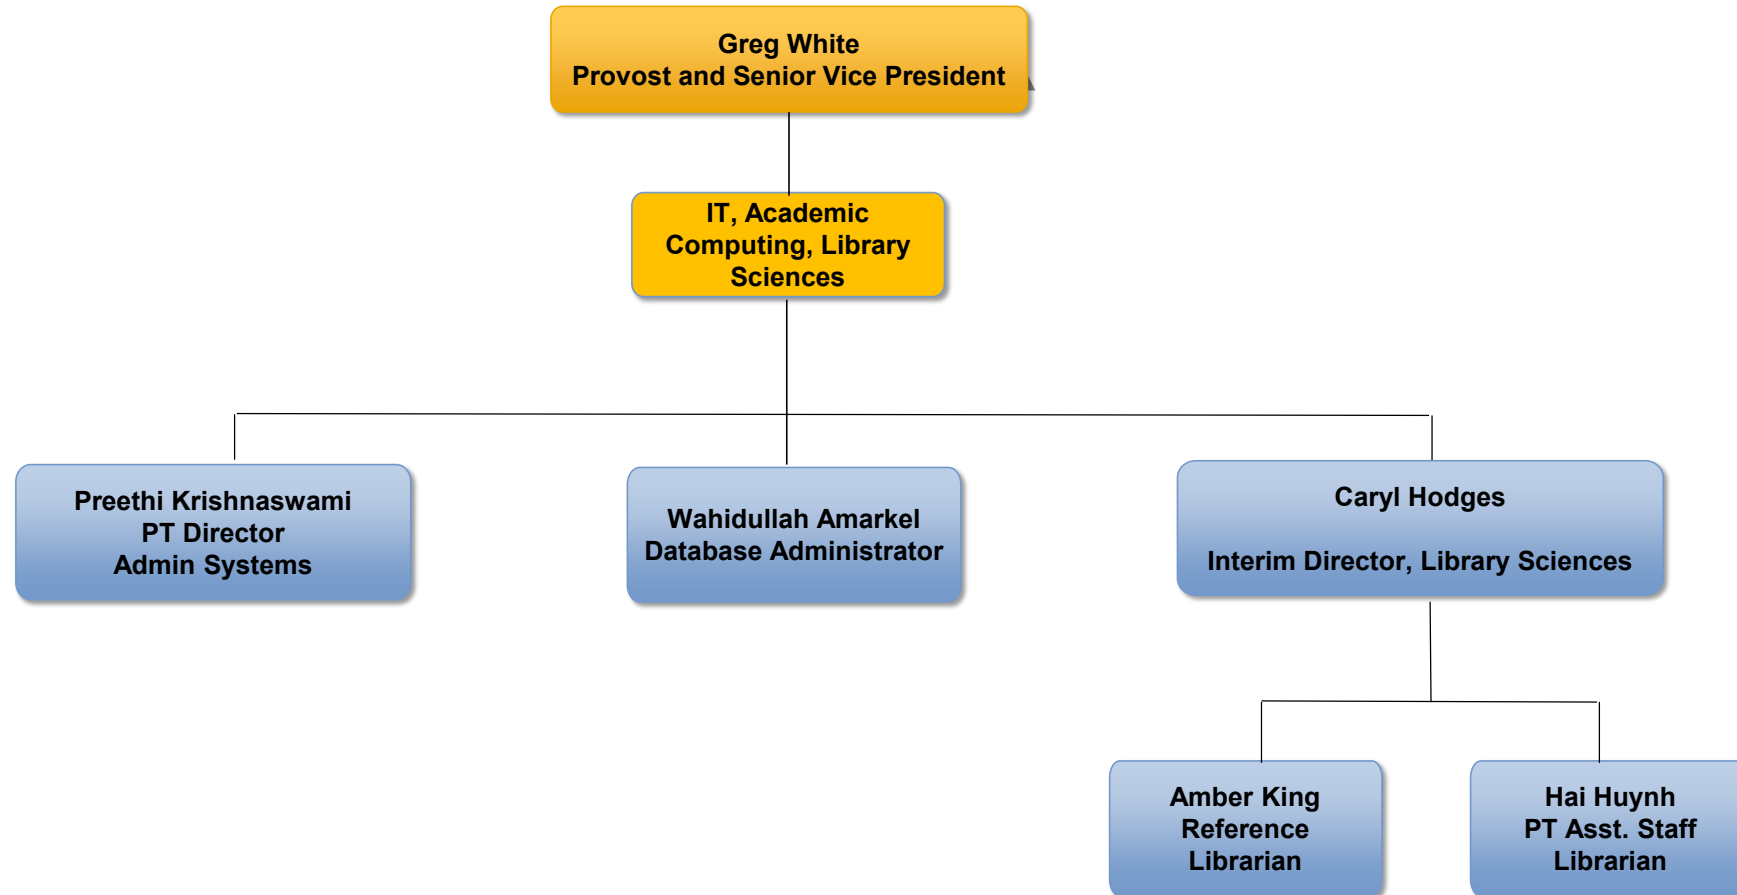 Greg White
Provost and Senior Vice President
IT, Academic
Computing, Library
Sciences
Preethi Krishnaswami
PT Director
Admin Systems
Wahidullah Amarkel
Database Administrator
Caryl Hodges
Interim Director, Library Sciences
Amber King
Reference
Librarian
Hai Huynh
PT Asst. Staff
Librarian